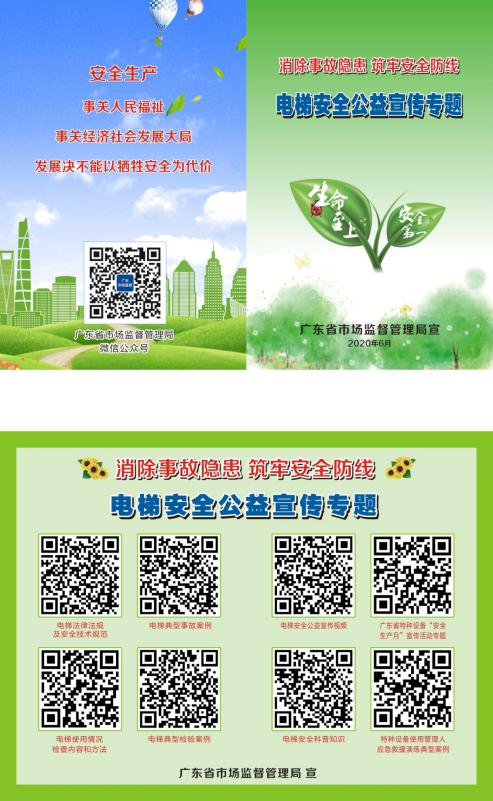 安全生产
事关人民福祉
事关经济社会发展大局
发展决不能以牺牲安全为代价
广东省市场监督管理局
微信公众号
消除事故隐患 筑牢安全防线
电梯安全公益宣传专题
生命至上
安全第一
广东省市场监督管理局宣
2020年6月
消除事故隐患 筑牢安全防线
电梯安全公益宣传专题
电梯法律法规
及安全技术规范
电梯典型事故案例
电梯安全公益宣传视频
广东省特种设备“安全
生产月”宣传活动专题
电梯使用情况
检查内容和方法
电梯典型检验案例
电梯安全科普知识
特种设备使用管理人
应急救援演练典型案例
广东省市场监督管理局 宣